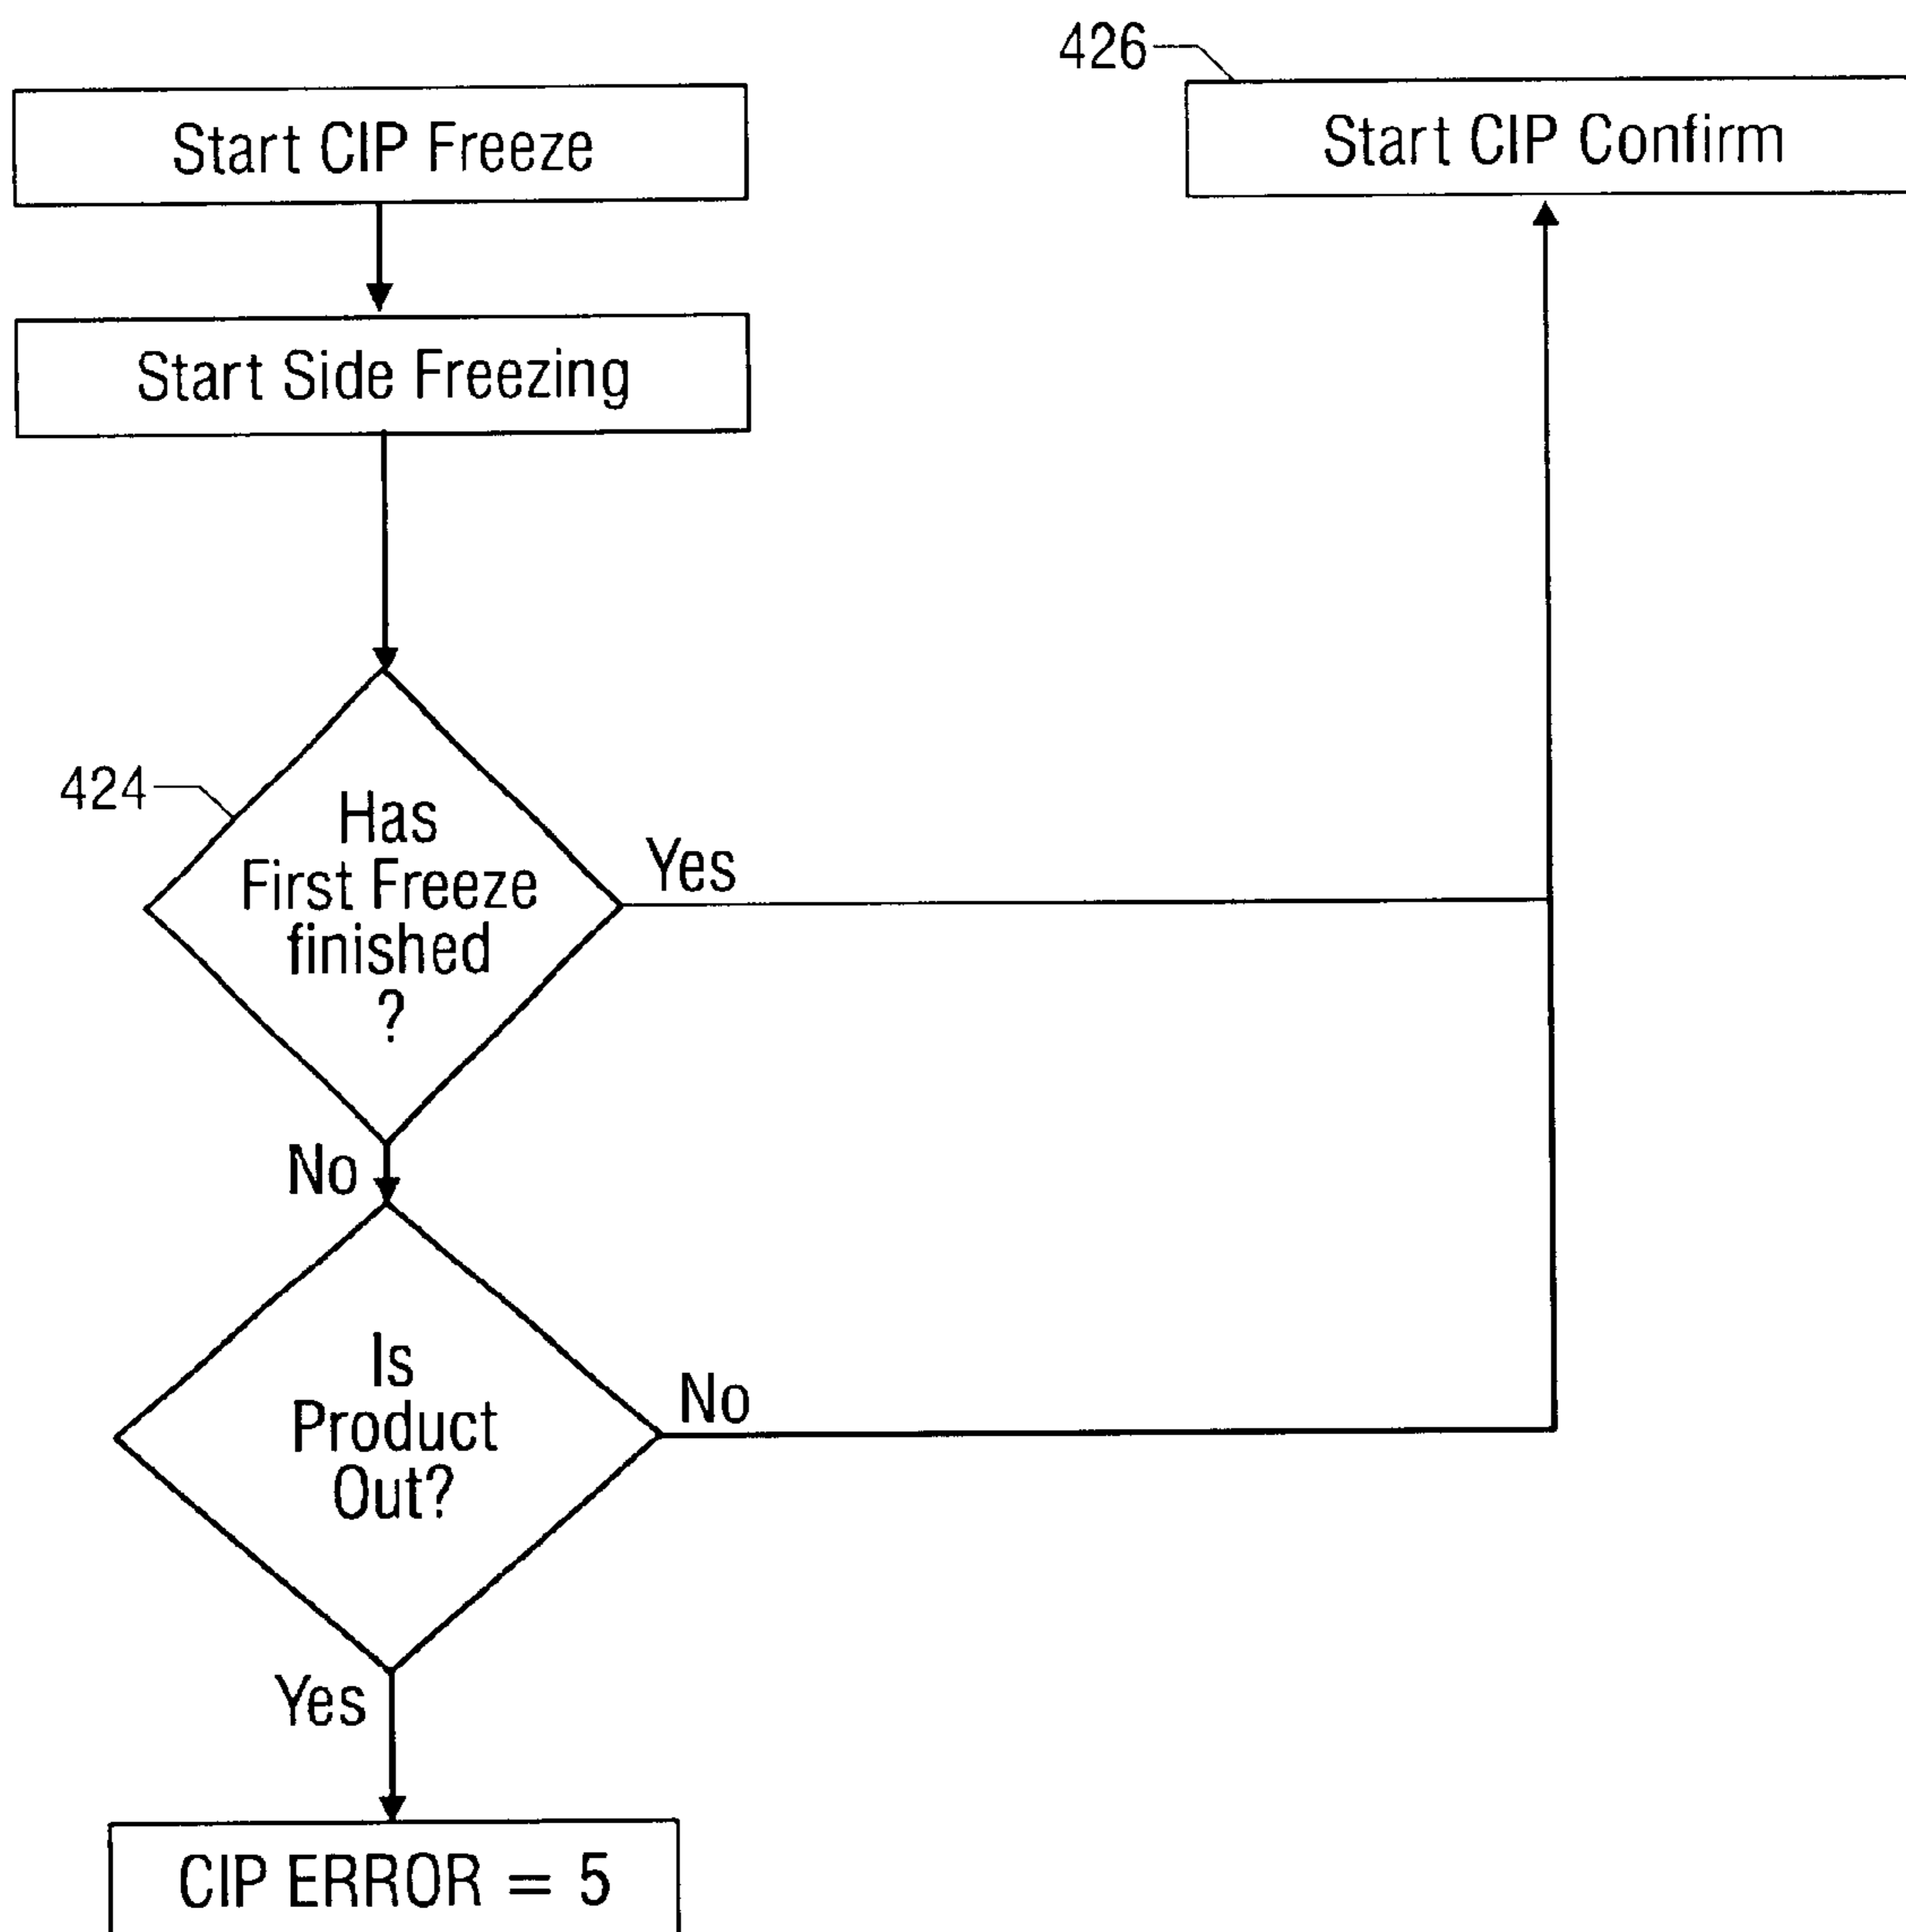 426
Start CIP Freeze
Start CIP Confirm
Start Side Freezing
424
Has
First Freeze
finished
?
Yes
No
Is
Product
Out?
No
Yes
CIP ERROR = 5